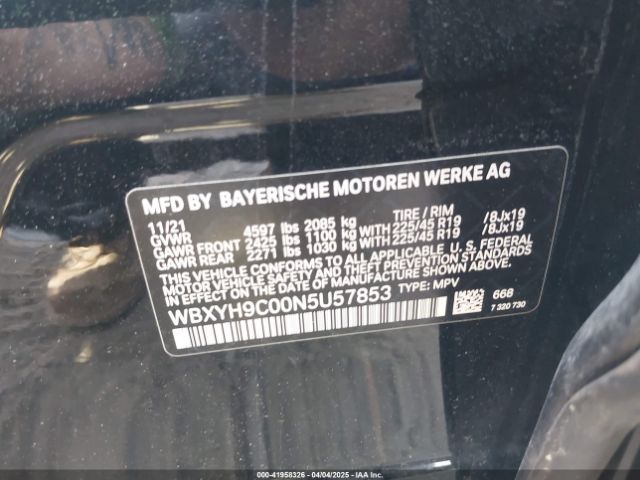 MFD BY BAYERISCHE MOTOREN WERKE AG
11/21 TIRE / RIM
GVWR 4597 lbs 2085 kg
GAWR FRONT 2425 lbs 1100 kg WITH 225/45 R19 /8Jx19
GAWR REAR 2271 lbs 1030 kg WITH 225/45 R19 /8Jx19
THIS VEHICLE CONFORMS TO ALL APPLICABLE U. S. FEDERAL
MOTOR VEHICLE SAFETY, BUMPER, AND THEFT PREVENTION STANDARDS
IN EFFECT ON THE DATE OF MANUFACTURE SHOWN ABOVE.
WBXYH9C00N5U57853 TYPE: MPV
668
7 320 730
000-41958326 - 04/04/2025 - IAAI.COM